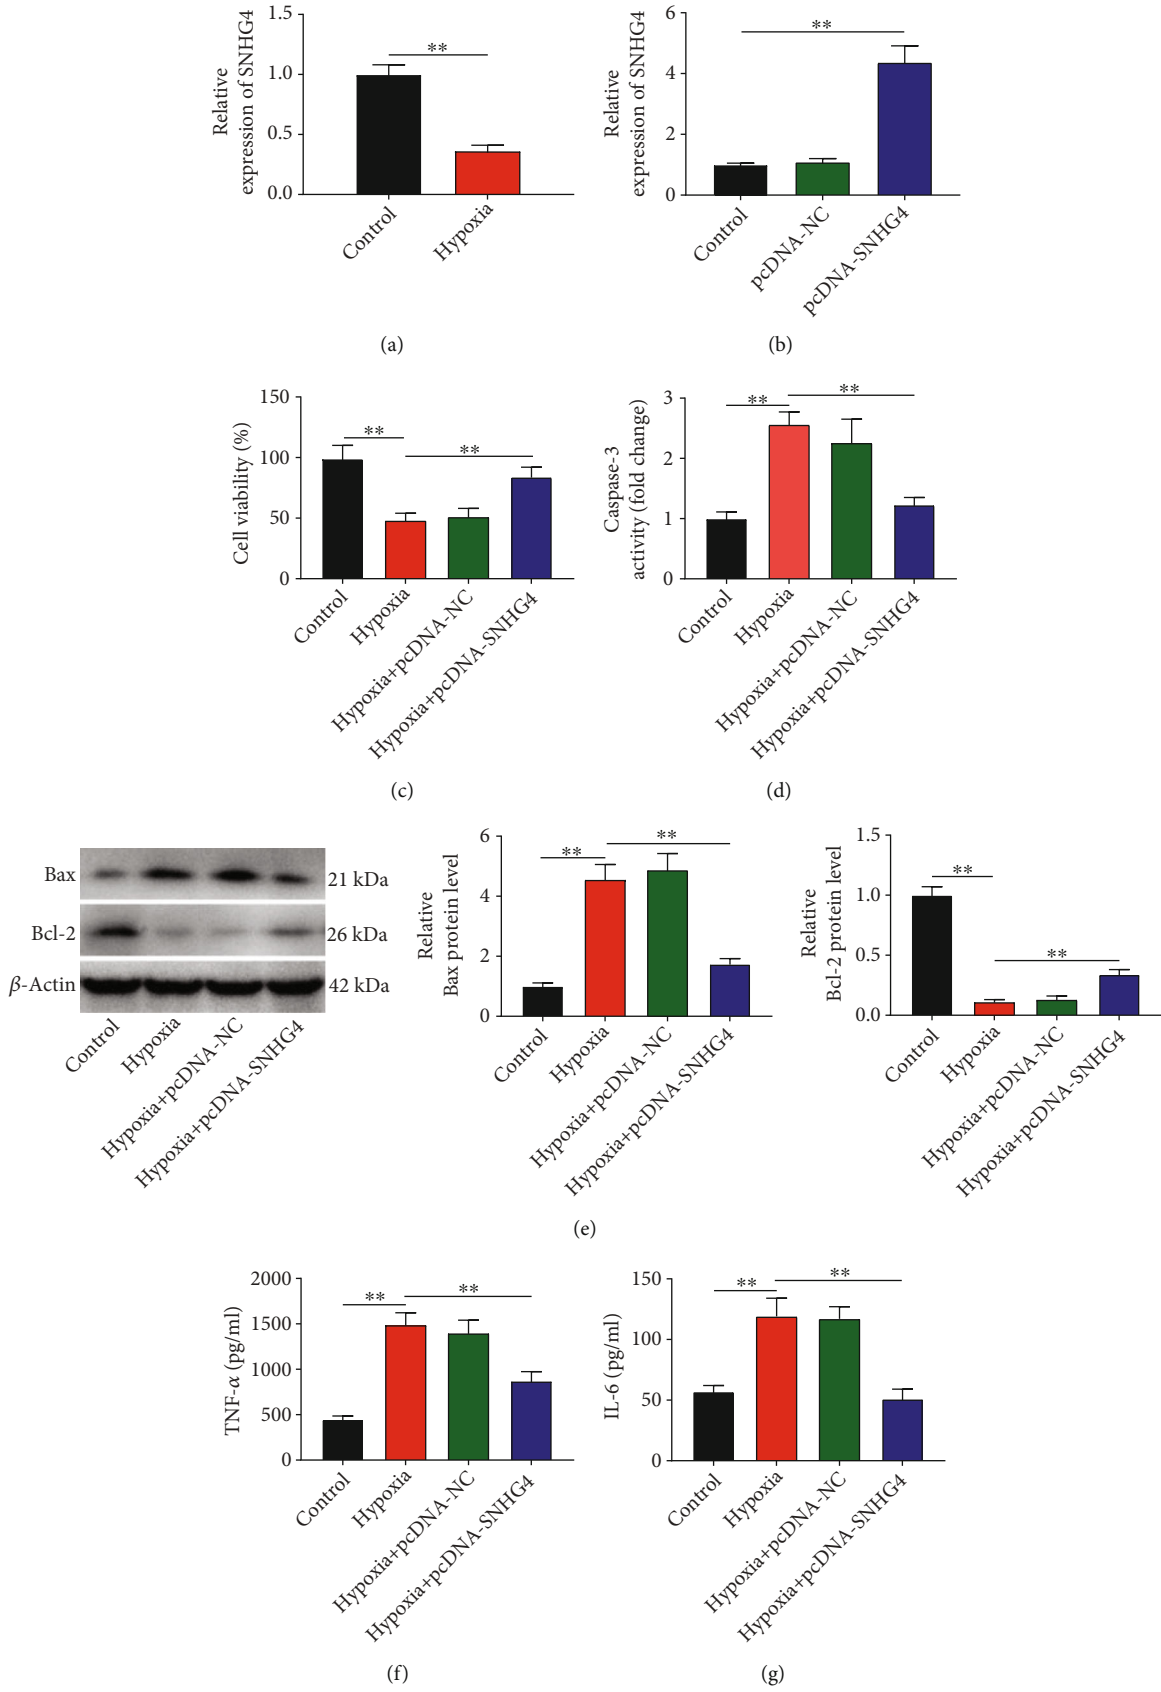 Relative
expression of SNHG4
1.5
1.0
0.5
0.0
**
Control
Hypoxia
(a)
Relative
expression of SNHG4
6
4
2
0
**
Control
pcDNA-NC
pcDNA-SNHG4
(b)
Cell viability (%)
150
100
50
0
**
**
Control
Hypoxia
Hypoxia+pcDNA-NC
Hypoxia+pcDNA-SNHG4
(c)
Caspase-3
activity (fold change)
3
2
1
0
**
**
Control
Hypoxia
Hypoxia+pcDNA-NC
Hypoxia+pcDNA-SNHG4
(d)
Bax
21 kDa
Bcl-2
26 kDa
β-Actin
42 kDa
Control
Hypoxia
Hypoxia+pcDNA-NC
Hypoxia+pcDNA-SNHG4
Relative
Bax protein level
6
4
2
0
**
**
Control
Hypoxia
Hypoxia+pcDNA-NC
Hypoxia+pcDNA-SNHG4
Relative
Bcl-2 protein level
1.5
1.0
0.5
0.0
**
**
Control
Hypoxia
Hypoxia+pcDNA-NC
Hypoxia+pcDNA-SNHG4
(e)
TNF-α (pg/ml)
2000
1500
1000
500
0
**
**
Control
Hypoxia
Hypoxia+pcDNA-NC
Hypoxia+pcDNA-SNHG4
(f)
IL-6 (pg/ml)
150
100
50
0
**
**
Control
Hypoxia
Hypoxia+pcDNA-NC
Hypoxia+pcDNA-SNHG4
(g)